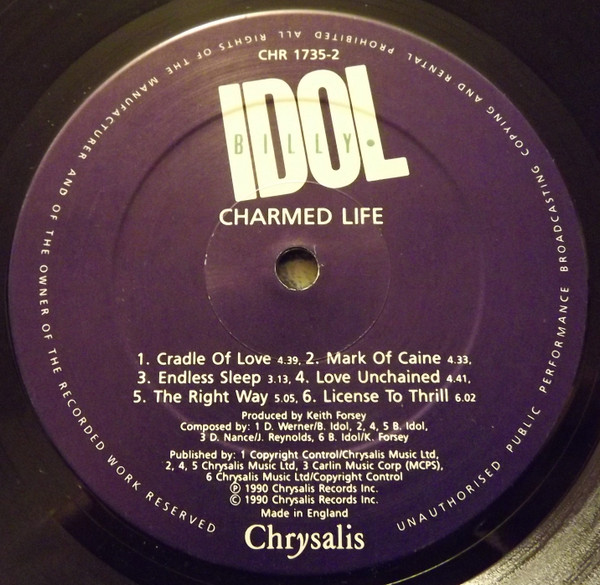 CHR 1735-2
IDOL
BILLY
CHARMED LIFE
1. Cradle Of Love 4.39, 2. Mark Of Caine 4.33,
3. Endless Sleep 3.13, 4. Love Unchained 4.41,
5. The Right Way 5.05, 6. License To Thrill 6.02
Produced by Keith Forsey
Composed by: 1 D. Werner/B. Idol, 2, 4, 5 B. Idol,
3 D. Nance/J. Reynolds, 6 B. Idol/K. Forsey
Published by: 1 Copyright Control/Chrysalis Music Ltd,
2, 4, 5 Chrysalis Music Ltd, 3 Carlin Music Corp (MCPS),
6 Chrysalis Music Ltd/Copyright Control
Ⓟ 1990 Chrysalis Records Inc.
© 1990 Chrysalis Records Inc.
Made in England
Chrysalis
ALL RIGHTS OF THE MANUFACTURER AND OF THE OWNER OF THE RECORDED WORK RESERVED UNAUTHORISED PUBLIC PERFORMANCE BROADCASTING COPYING AND RENTAL PROHIBITED